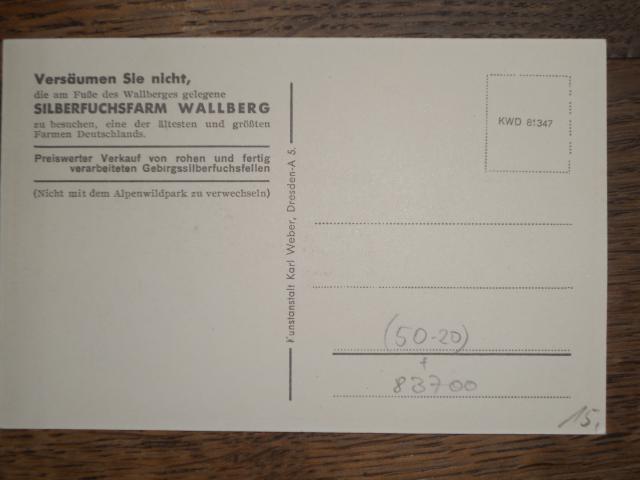 Versäumen Sie nicht,
die am Fuße des Wallberges gelegene
SILBERFUCHSFARM WALLBERG
zu besuchen, eine der ältesten und größten
Farmen Deutschlands.
Preiswerter Verkauf von rohen und fertig
verarbeiteten Gebirgssilberfuchsfellen
(Nicht mit dem Alpenwildpark zu verwechseln)
Kunstanstalt Karl Weber, Dresden-A 5.
KWD 81347
(50-20)
+
83700
15,